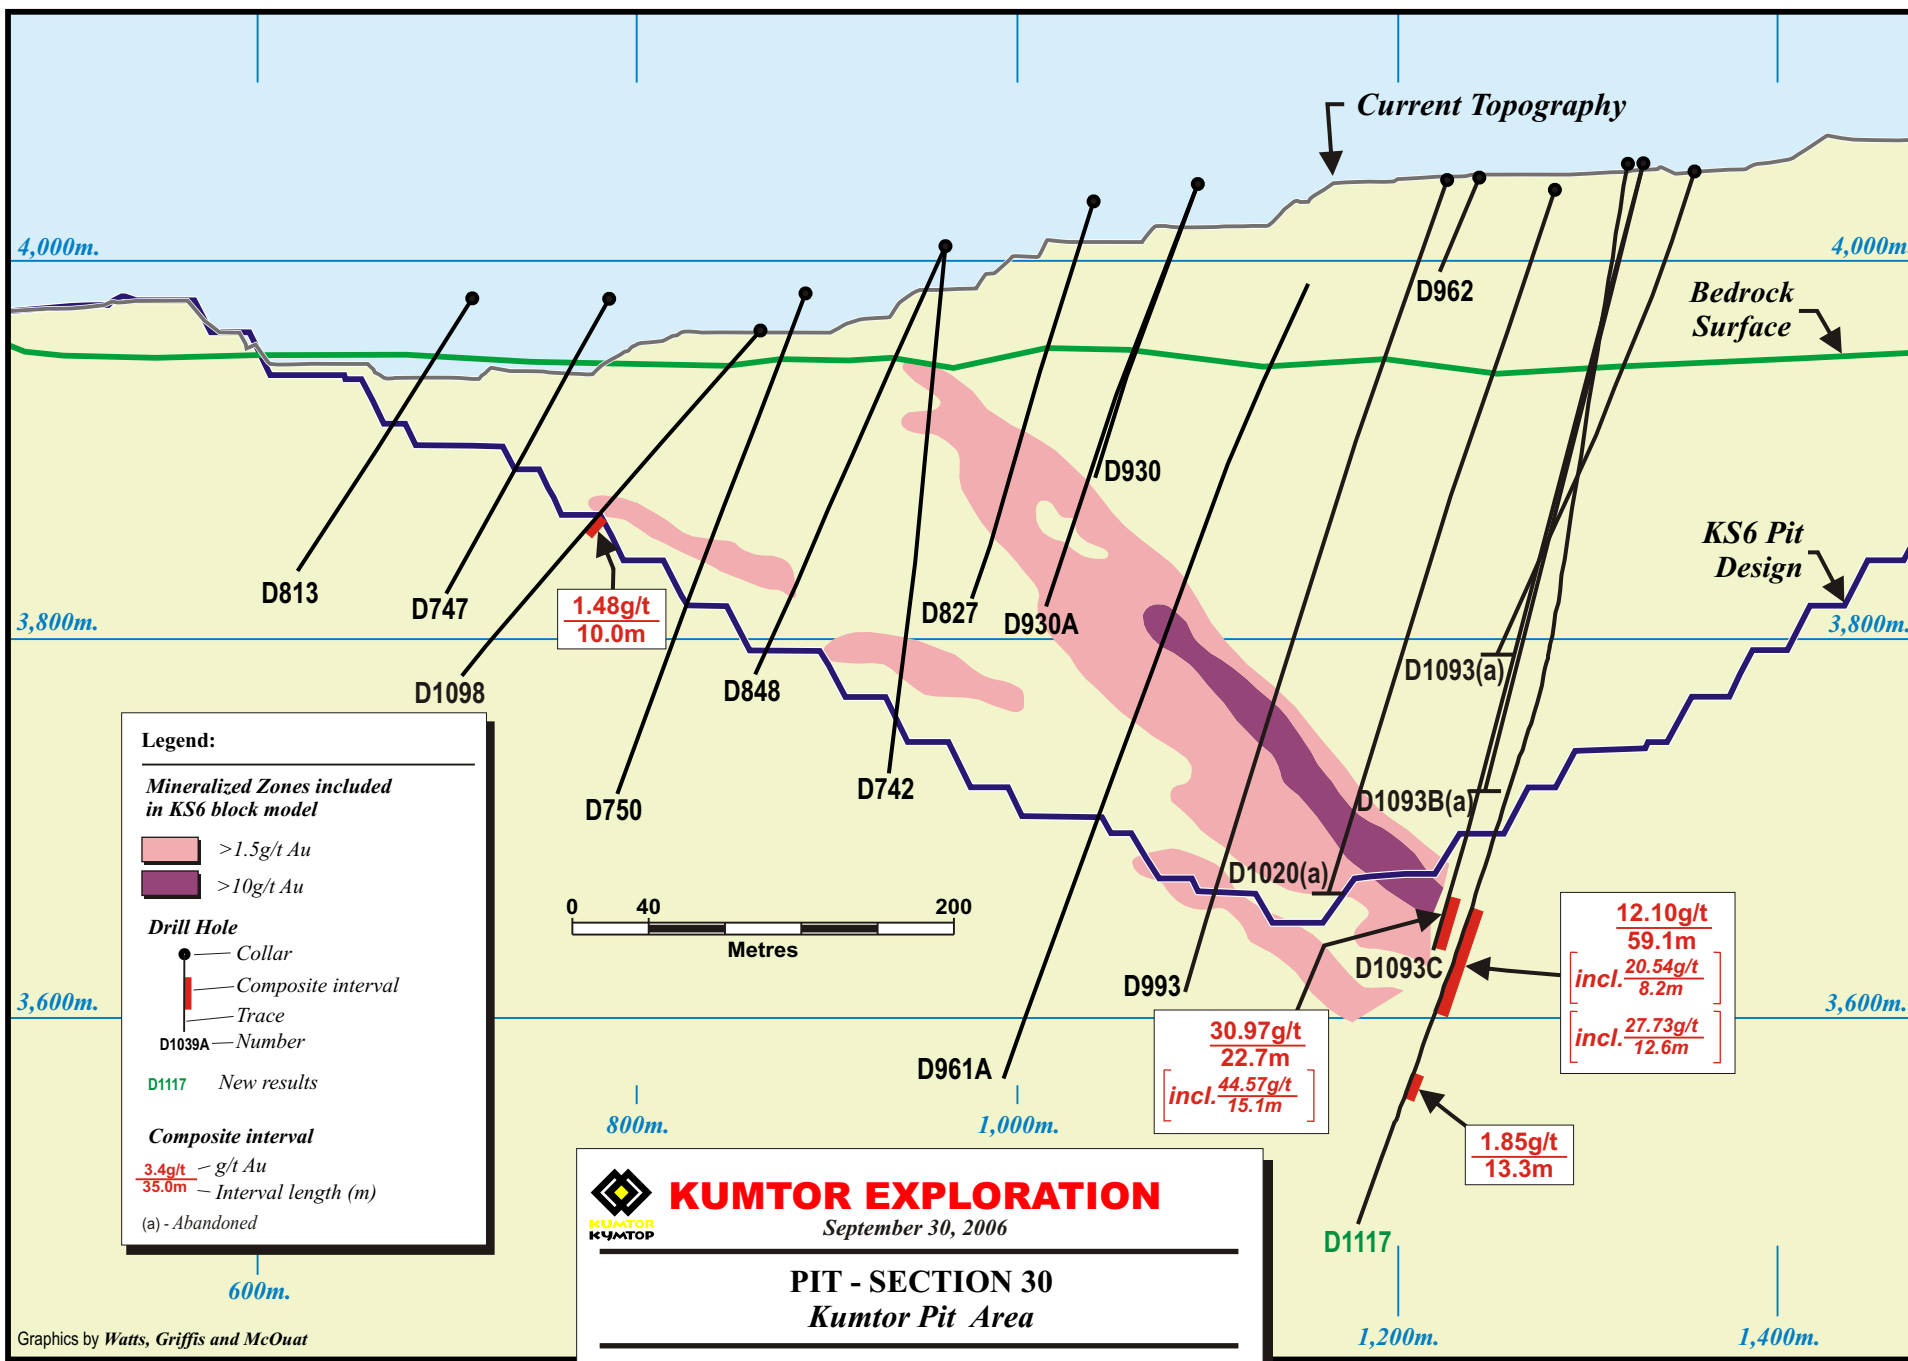 Current Topography
4,000m.
4,000m.
D962
Bedrock
Surface
D930
KS6 Pit
Design
D813
D747
1.48g/t
10.0m
D827
D930A
3,800m.
3,800m.
D1093(a)
D1098
D848
D742
D750
D1093B(a)
D1020(a)
Legend:
Mineralized Zones included
in KS6 block model
>1.5g/t Au
>10g/t Au
Drill Hole
Collar
Composite interval
Trace
D1039A
Number
D1117
New results
Composite interval
3.4g/t
35.0m
g/t Au
Interval length (m)
(a) - Abandoned
0 40 200
Metres
12.10g/t
59.1m
[incl. 20.54g/t
8.2m]
[incl. 27.73g/t
12.6m]
D1093C
D993
3,600m.
3,600m.
30.97g/t
22.7m
[incl. 44.57g/t
15.1m]
D961A
1.85g/t
13.3m
D1117
800m.
1,000m.
600m.
1,200m.
1,400m.
KUMTOR
КУМТОР
KUMTOR EXPLORATION
September 30, 2006
PIT - SECTION 30
Kumtor Pit Area
Graphics by Watts, Griffis and McOuat